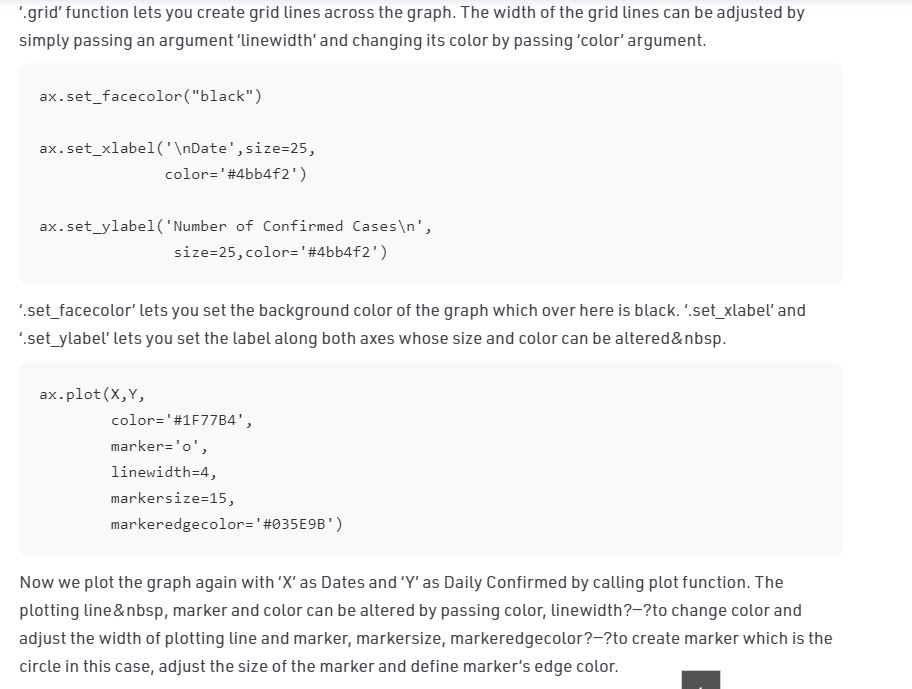 ‘.grid’ function lets you create grid lines across the graph. The width of the grid lines can be adjusted by
simply passing an argument ‘linewidth’ and changing its color by passing ‘color’ argument.
ax.set_facecolor("black")
ax.set_xlabel('\nDate',size=25,
color='#4bb4f2')
ax.set_ylabel('Number of Confirmed Cases\n',
size=25,color='#4bb4f2')
‘.set_facecolor’ lets you set the background color of the graph which over here is black. ‘.set_xlabel’ and
‘.set_ylabel’ lets you set the label along both axes whose size and color can be altered&nbsp.
ax.plot(X,Y,
color='#1F77B4',
marker='o',
linewidth=4,
markersize=15,
markeredgecolor='#035E9B')
Now we plot the graph again with ‘X’ as Dates and ‘Y’ as Daily Confirmed by calling plot function. The
plotting line&nbsp, marker and color can be altered by passing color, linewidth?—?to change color and
adjust the width of plotting line and marker, markersize, markeredgecolor?—?to create marker which is the
circle in this case, adjust the size of the marker and define marker’s edge color.